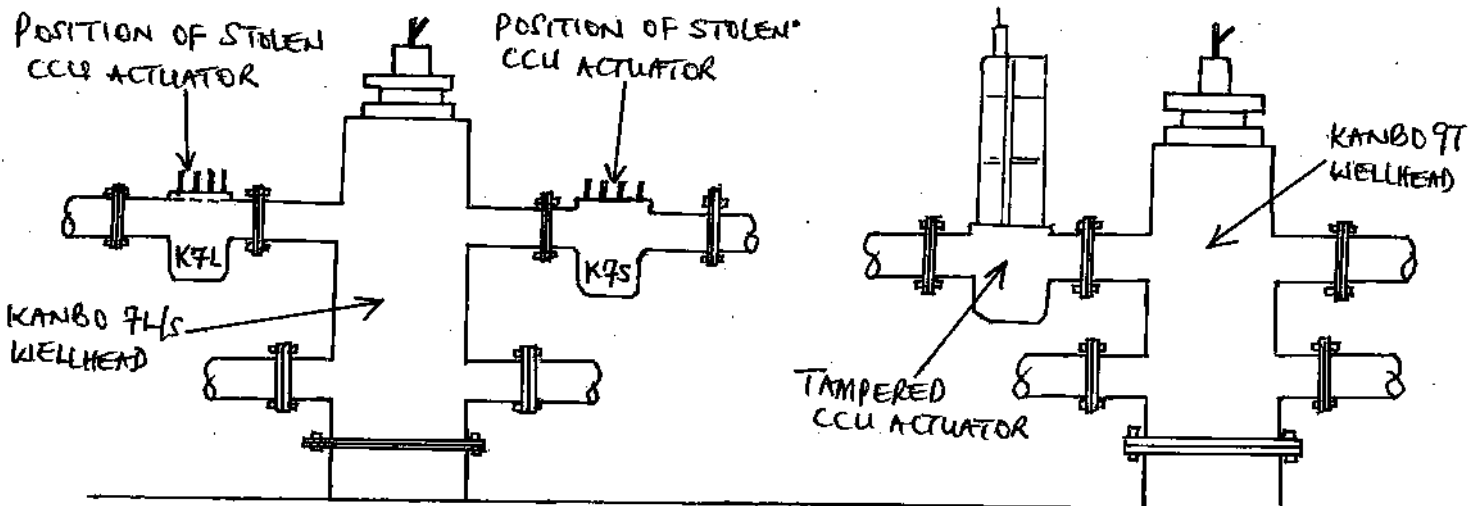 POSITION OF STOLEN
CCU ACTUATOR
POSITION OF STOLEN
CCU ACTUATOR
KANBO 9T
WELLHEAD
K7L
K7S
KANBO 7L/S
WELLHEAD
TAMPERED
CCU ACTUATOR